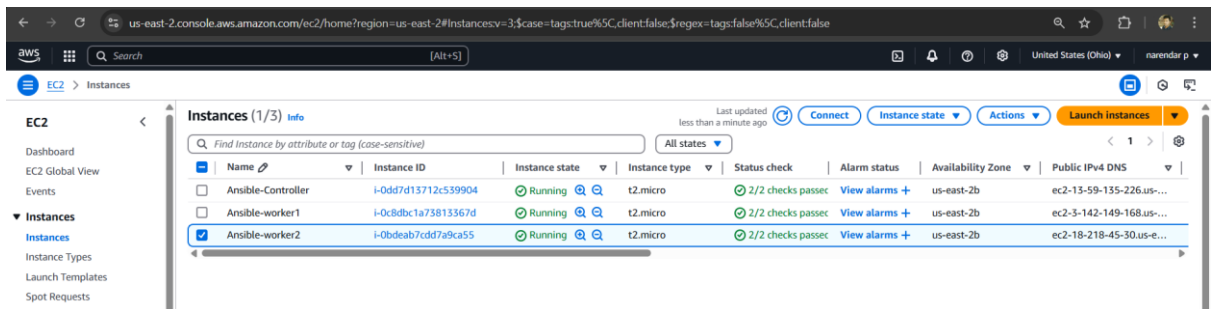 us-east-2.console.aws.amazon.com/ec2/home?region=us-east-2#Instances:v=3;$case=tags:true%5C,client:false;$regex=tags:false%5C,client:false
aws Search [Alt+S] United States (Ohio) narendar p
EC2 > Instances
EC2
Dashboard
EC2 Global View
Events
Instances
Instances
Instance Types
Launch Templates
Spot Requests
Instances (1/3) Info Last updated less than a minute ago Connect Instance state Actions Launch instances
Find Instance by attribute or tag (case-sensitive) All states 1
Name Instance ID Instance state Instance type Status check Alarm status Availability Zone Public IPv4 DNS
Ansible-Controller i-0dd7d13712c539904 Running t2.micro 2/2 checks passec View alarms + us-east-2b ec2-13-59-135-226.us-...
Ansible-worker1 i-0c8dbc1a73813367d Running t2.micro 2/2 checks passec View alarms + us-east-2b ec2-3-142-149-168.us-...
Ansible-worker2 i-0bdeab7cdd7a9ca55 Running t2.micro 2/2 checks passec View alarms + us-east-2b ec2-18-218-45-30.us-e...